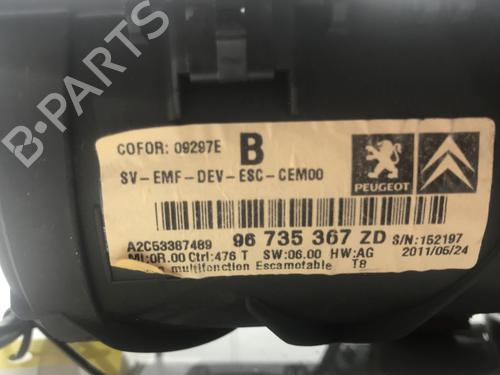 COFOR: 09297E B
SV-EMF-DEV-ESC-CEM00
PEUGEOT
A2C53367489 96 735 367 ZD S/N:152197
MI:0R.00 Ctrl:476 T SW:06.00 HW:AG 2011/06/24
multifonction Escamotable T8
B-PARTS